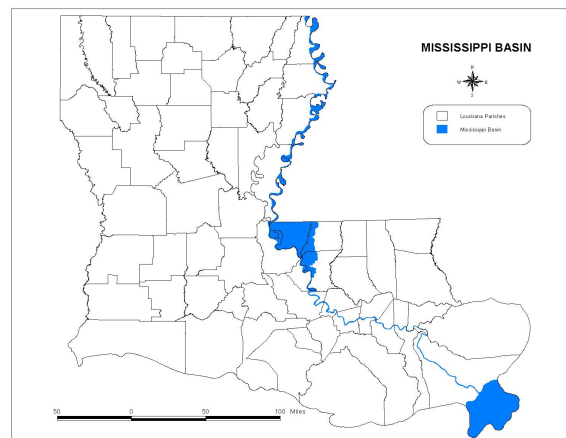 MISSISSIPPI BASIN
N
W E
S
Louisiana Parishes
Mississippi Basin
50 0 50 100 Miles